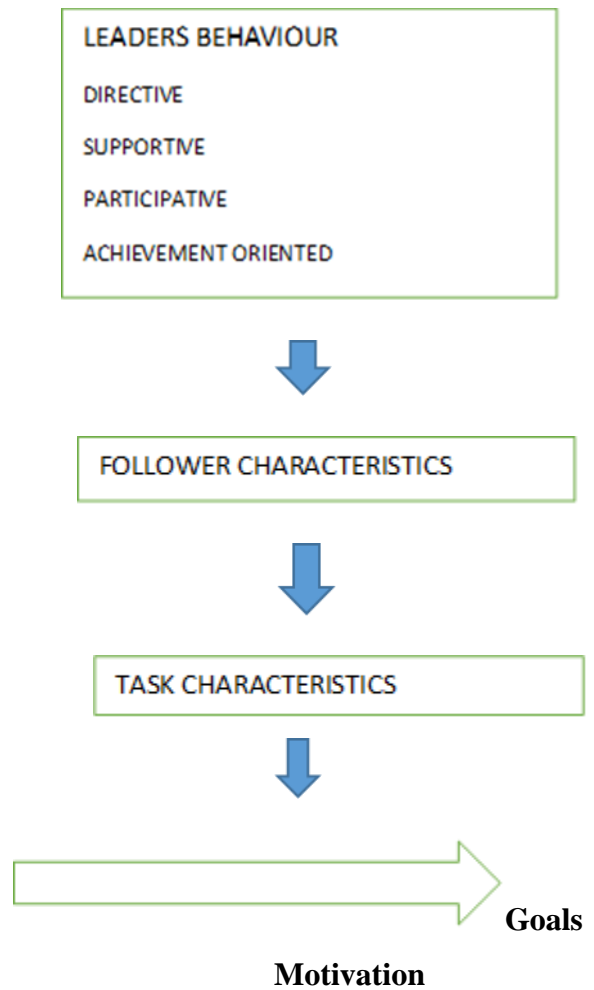 LEADERS BEHAVIOUR
DIRECTIVE
SUPPORTIVE
PARTICIPATIVE
ACHIEVEMENT ORIENTED
FOLLOWER CHARACTERISTICS
TASK CHARACTERISTICS
Goals
Motivation